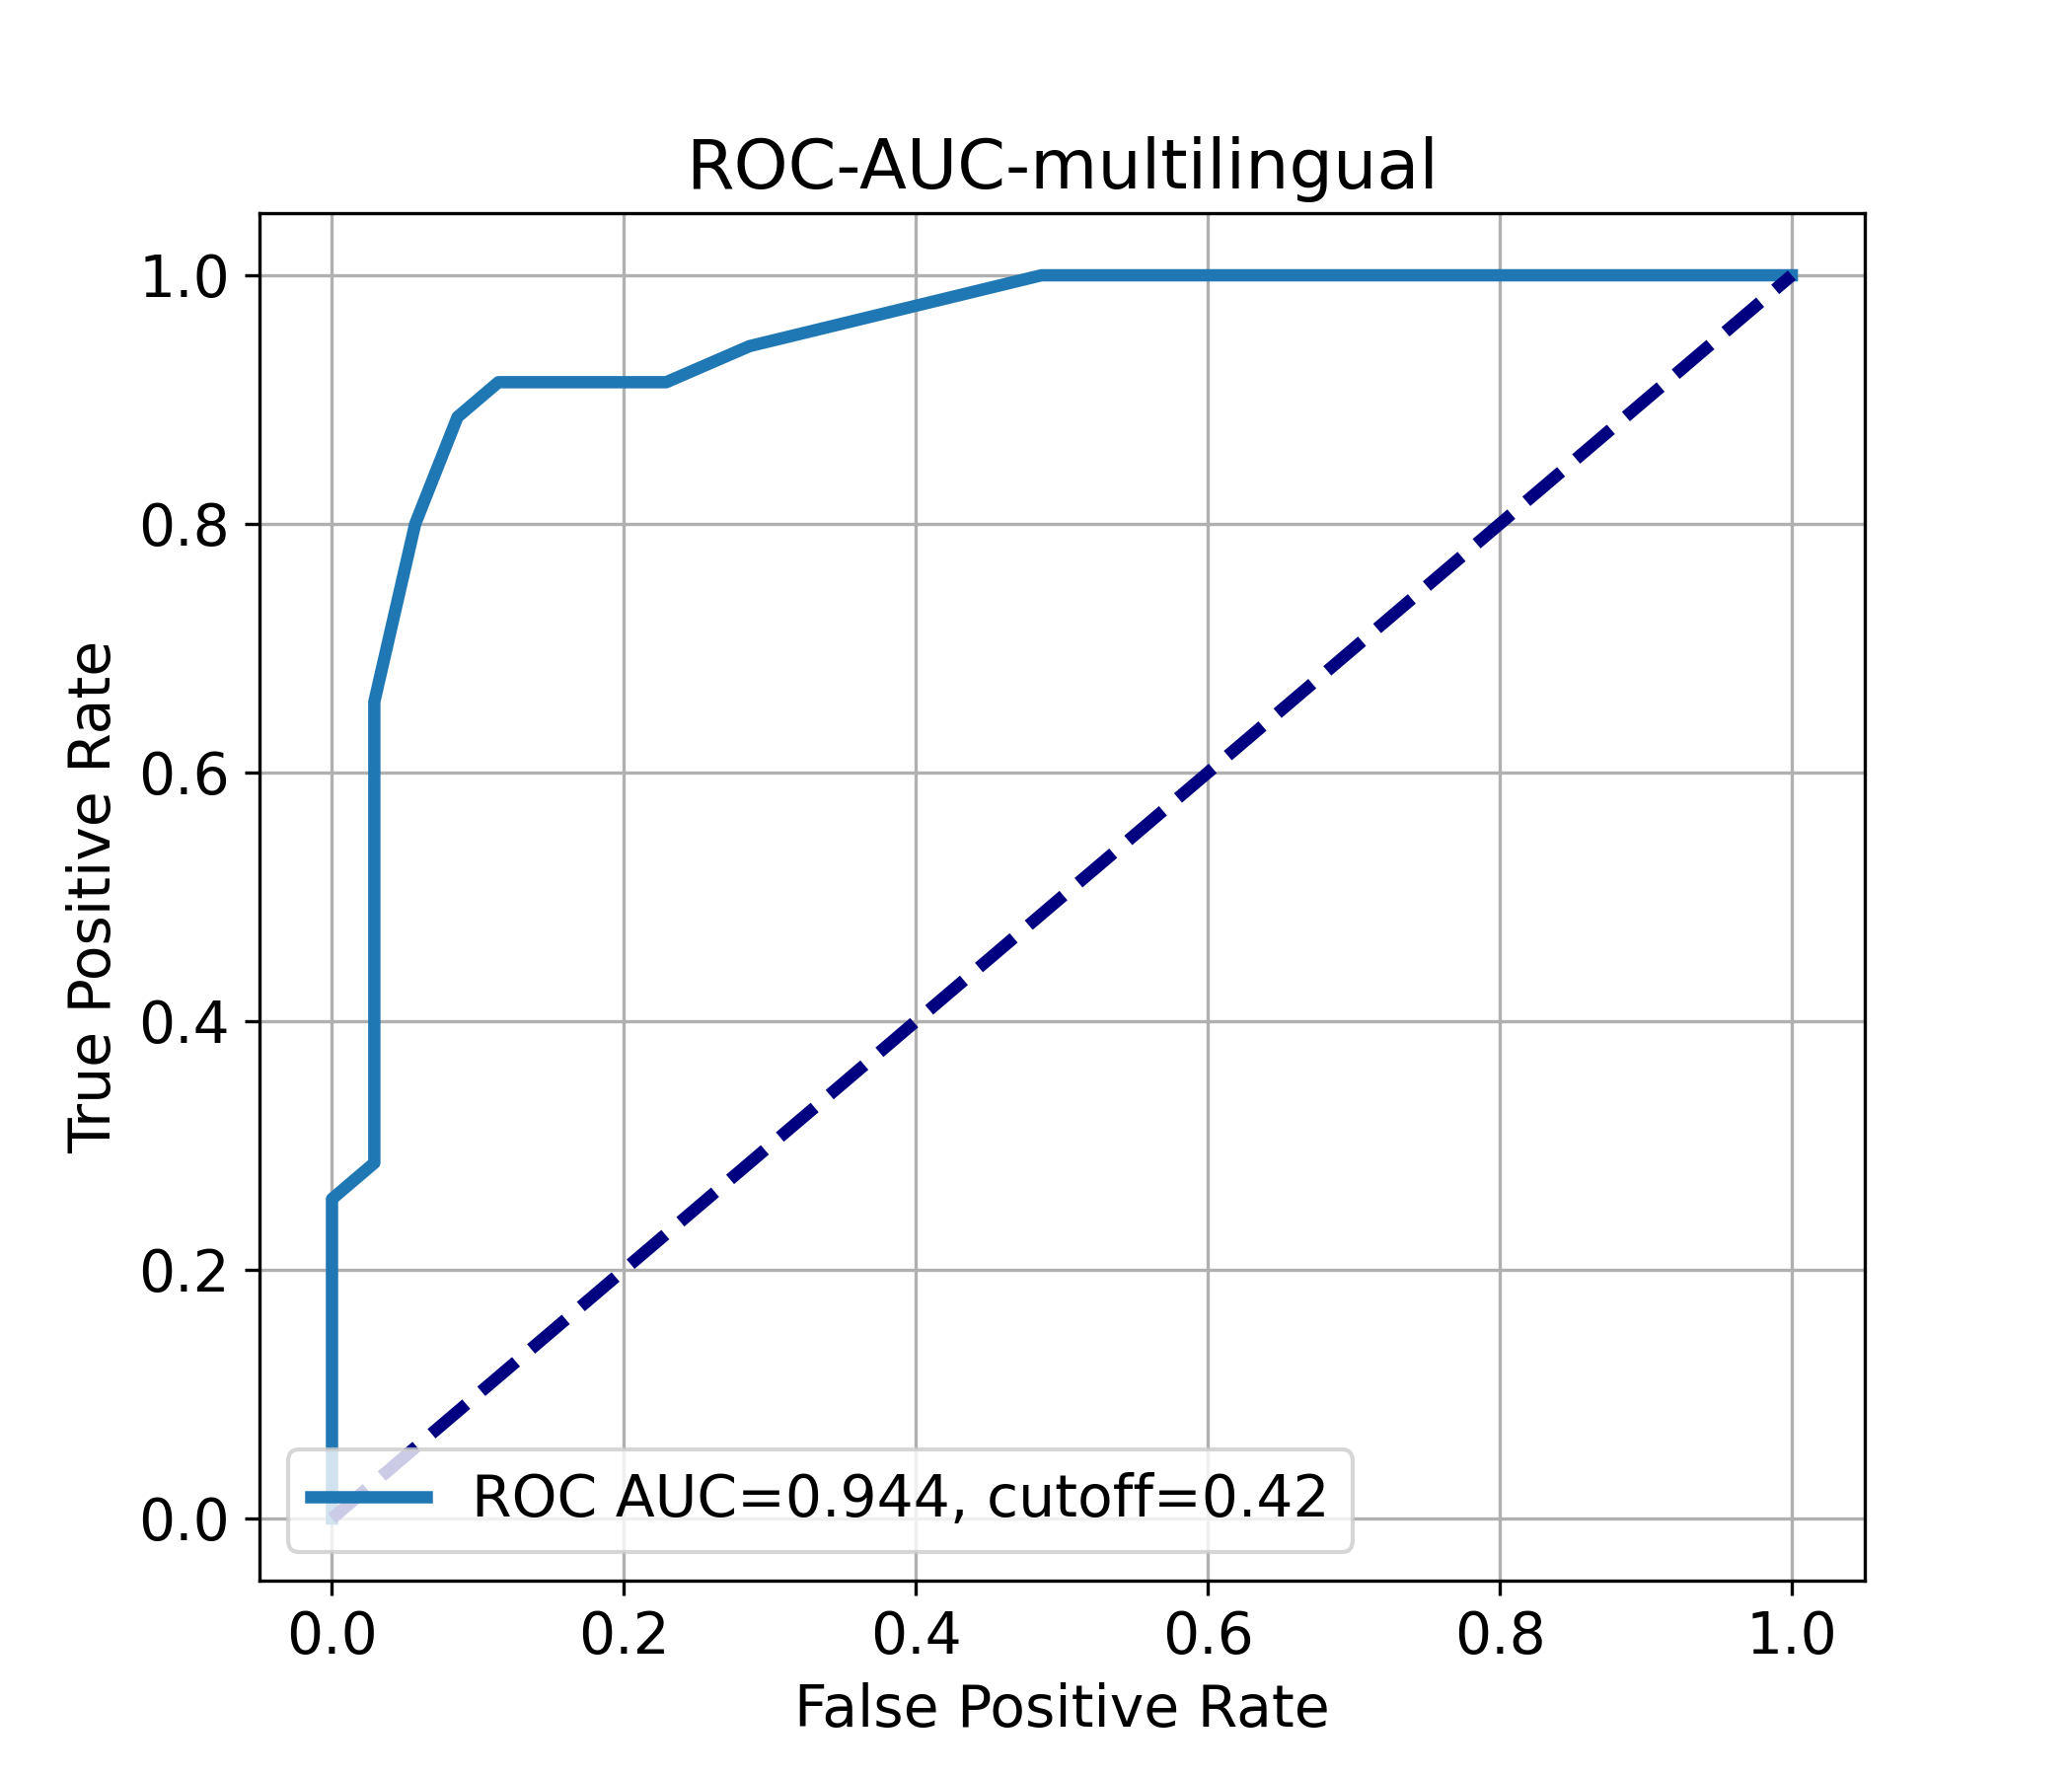 ROC-AUC-multilingual
True Positive Rate
1.0
0.8
0.6
0.4
0.2
0.0
ROC AUC=0.944, cutoff=0.42
0.0 0.2 0.4 0.6 0.8 1.0
False Positive Rate